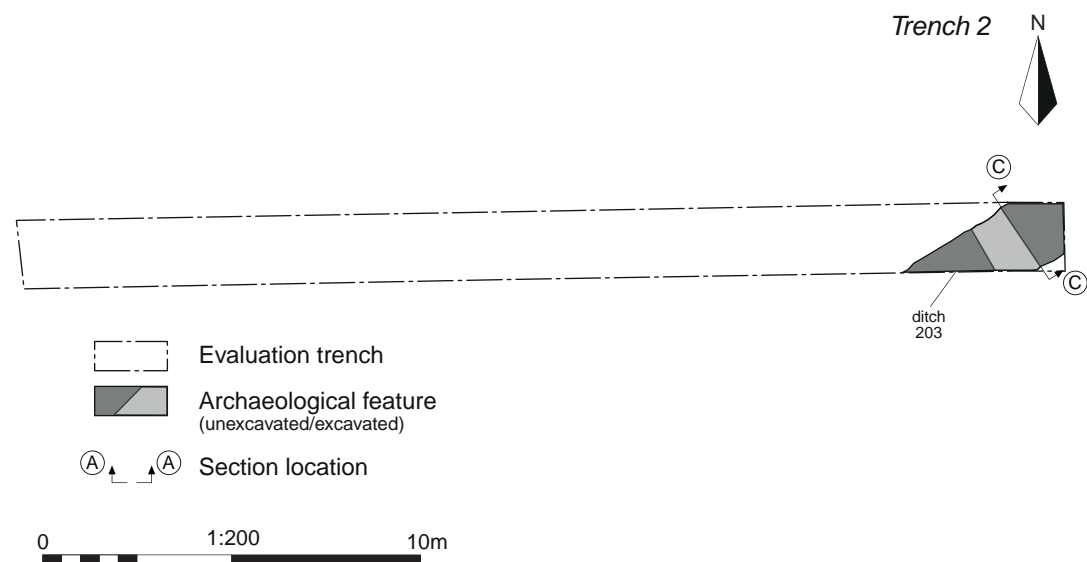 Trench 2
N
C
C
ditch
203
Evaluation trench
Archaeological feature
(unexcavated/excavated)
A A Section location
0 1:200 10m